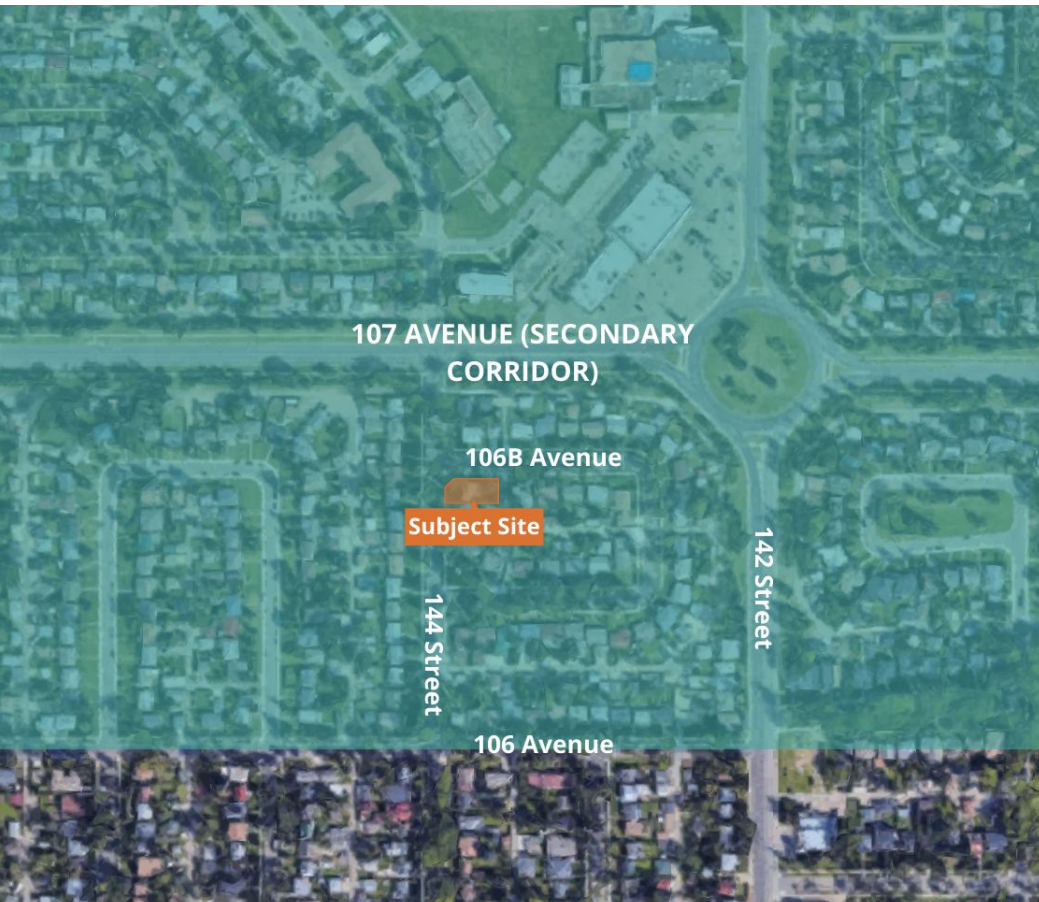 107 AVENUE (SECONDARY
CORRIDOR)
106B Avenue
Subject Site
142 Street
144 Street
106 Avenue